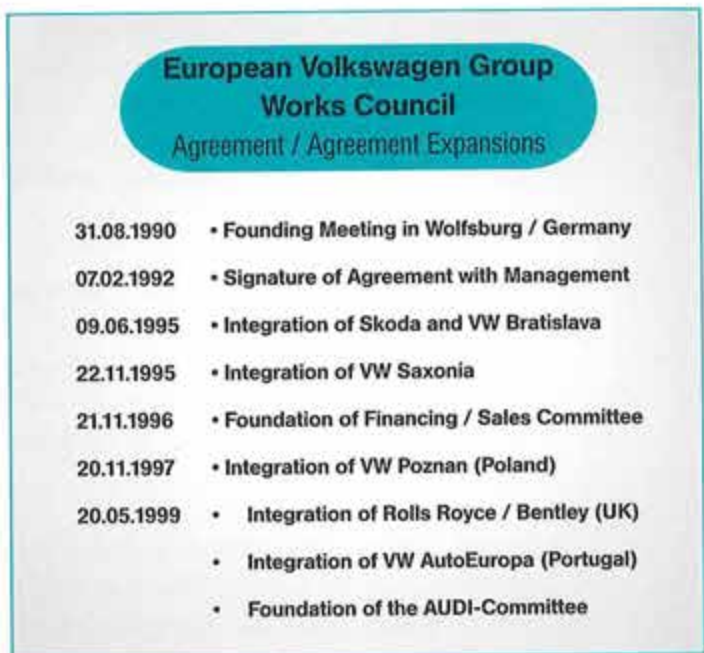 European Volkswagen Group
Works Council
Agreement / Agreement Expansions
31.08.1990 • Founding Meeting in Wolfsburg / Germany
07.02.1992 • Signature of Agreement with Management
09.06.1995 • Integration of Skoda and VW Bratislava
22.11.1995 • Integration of VW Saxonia
21.11.1996 • Foundation of Financing / Sales Committee
20.11.1997 • Integration of VW Poznan (Poland)
20.05.1999 • Integration of Rolls Royce / Bentley (UK)
• Integration of VW AutoEuropa (Portugal)
• Foundation of the AUDI-Committee